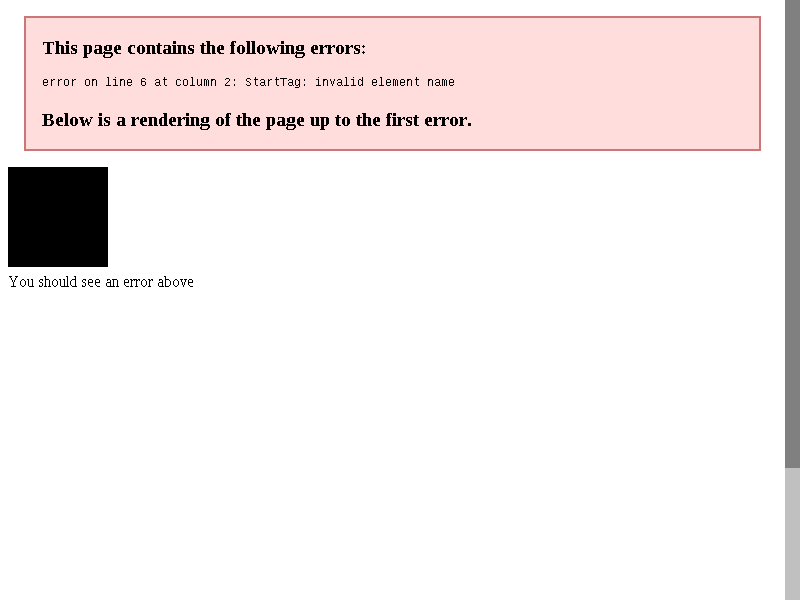 This page contains the following errors:
error on line 6 at column 2: StartTag: invalid element name
Below is a rendering of the page up to the first error.
You should see an error above